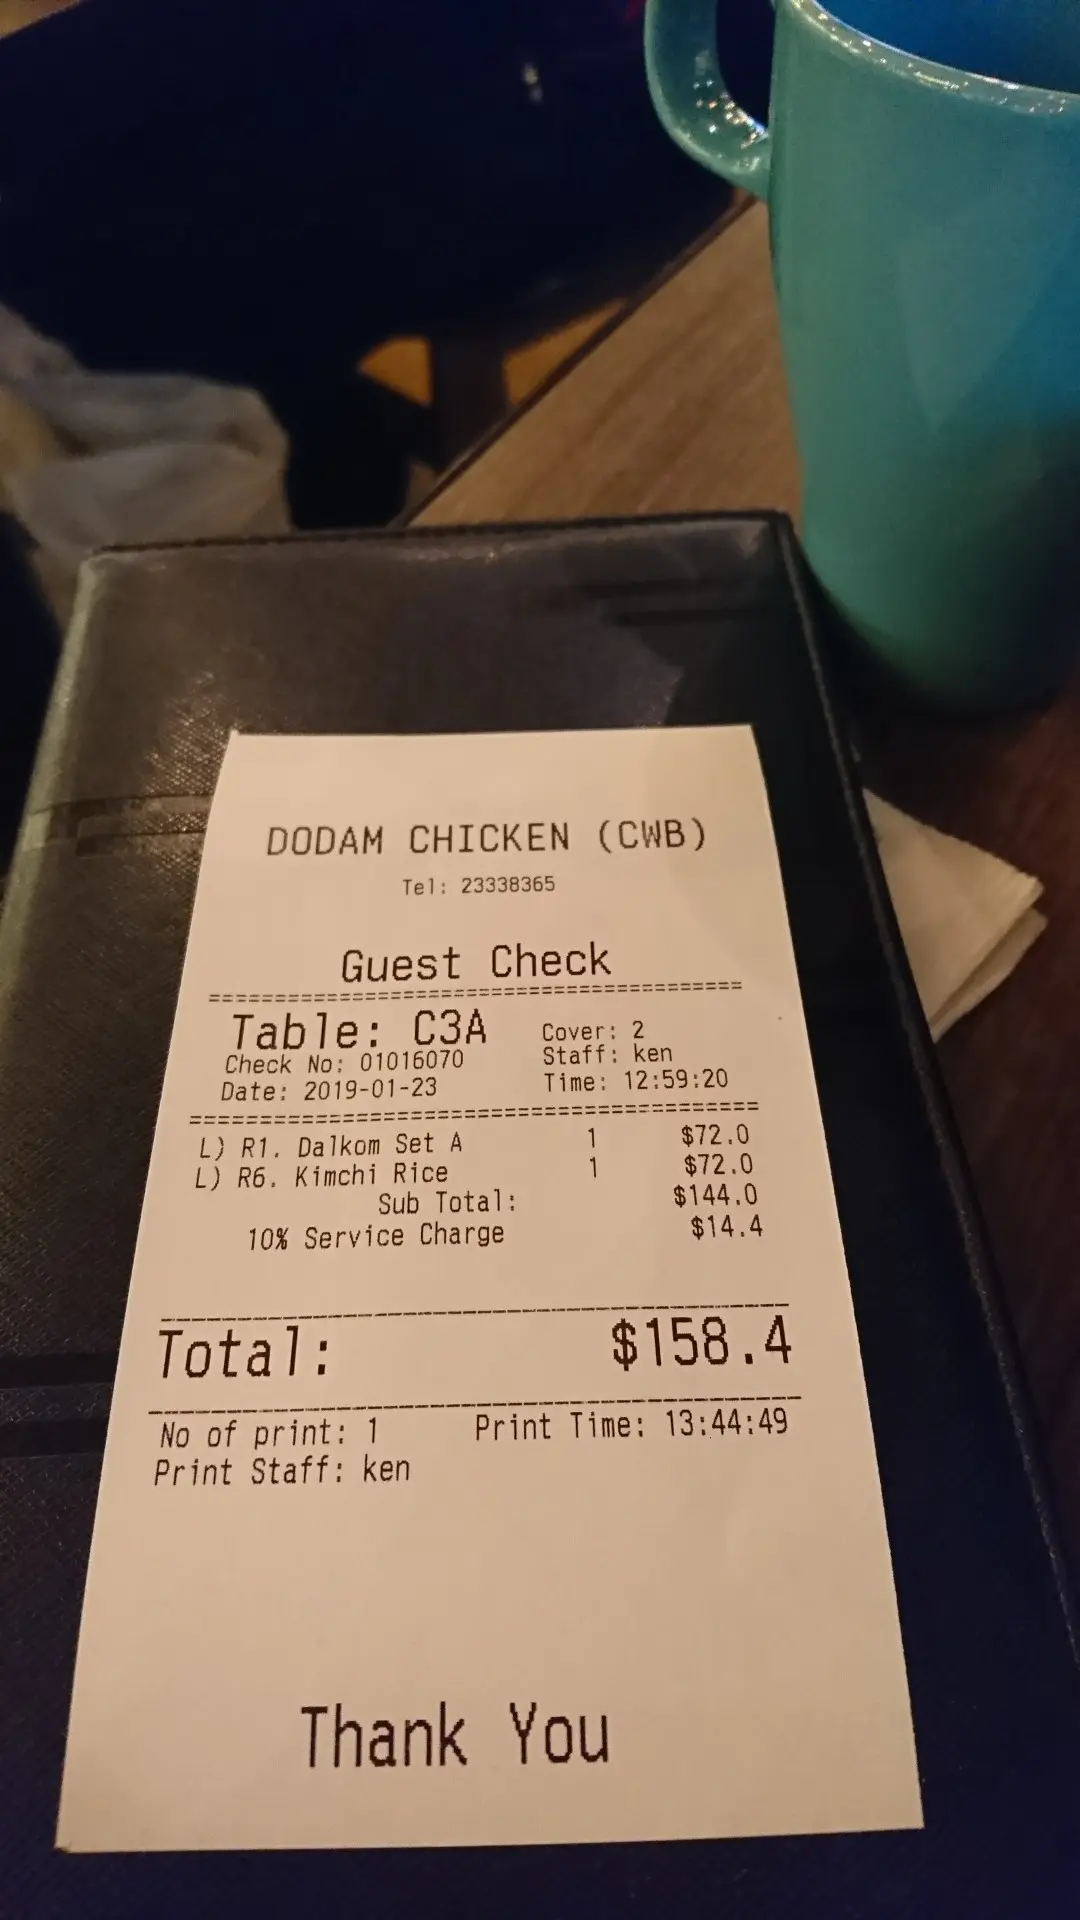 DODAM CHICKEN (CWB)
Tel: 23338365
Guest Check
==========================================
Table: C3A
Cover: 2
Check No: 01016070
Staff: ken
Date: 2019-01-23
Time: 12:59:20
==========================================
L) R1. Dalkom Set A 1 $72.0
L) R6. Kimchi Rice 1 $72.0
Sub Total: $144.0
10% Service Charge $14.4
------------------------------------------
Total: $158.4
------------------------------------------
No of print: 1 Print Time: 13:44:49
Print Staff: ken
Thank You